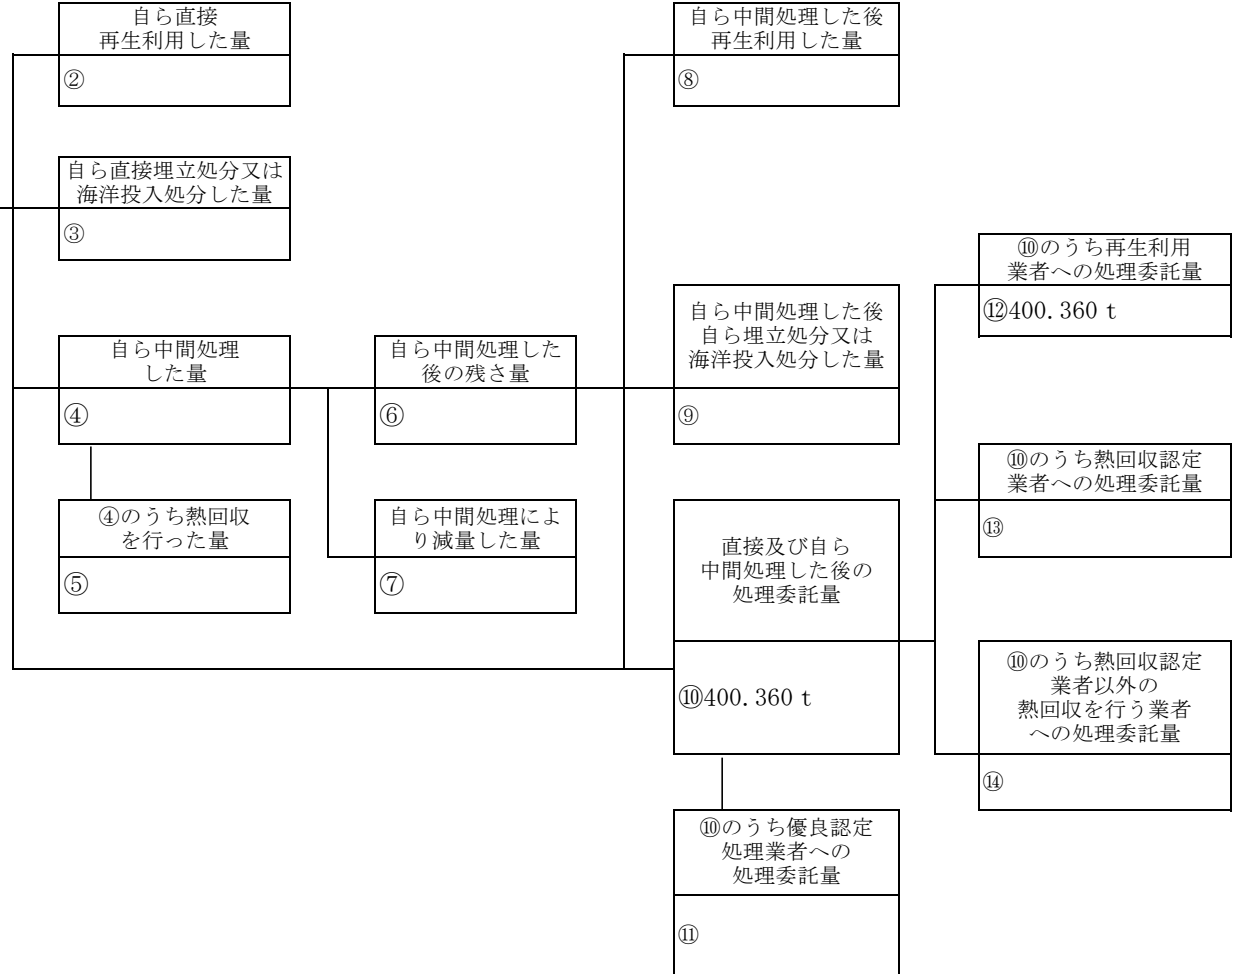 自ら直接
再生利用した量
②
自ら中間処理した後
再生利用した量
⑧
自ら直接埋立処分又は
海洋投入処分した量
③
⑩のうち再生利用
業者への処理委託量
⑫400.360ｔ
自ら中間処理した後
自ら埋立処分又は
海洋投入処分した量
⑨
自ら中間処理
した量
④
自ら中間処理した
後の残さ量
⑥
⑩のうち熱回収認定
業者への処理委託量
⑬
④のうち熱回収
を行った量
⑤
自ら中間処理によ
り減量した量
⑦
直接及び自ら
中間処理した後の
処理委託量
⑩400.360ｔ
⑩のうち熱回収認定
業者以外の
熱回収を行う業者
への処理委託量
⑭
⑩のうち優良認定
処理業者への
処理委託量
⑪